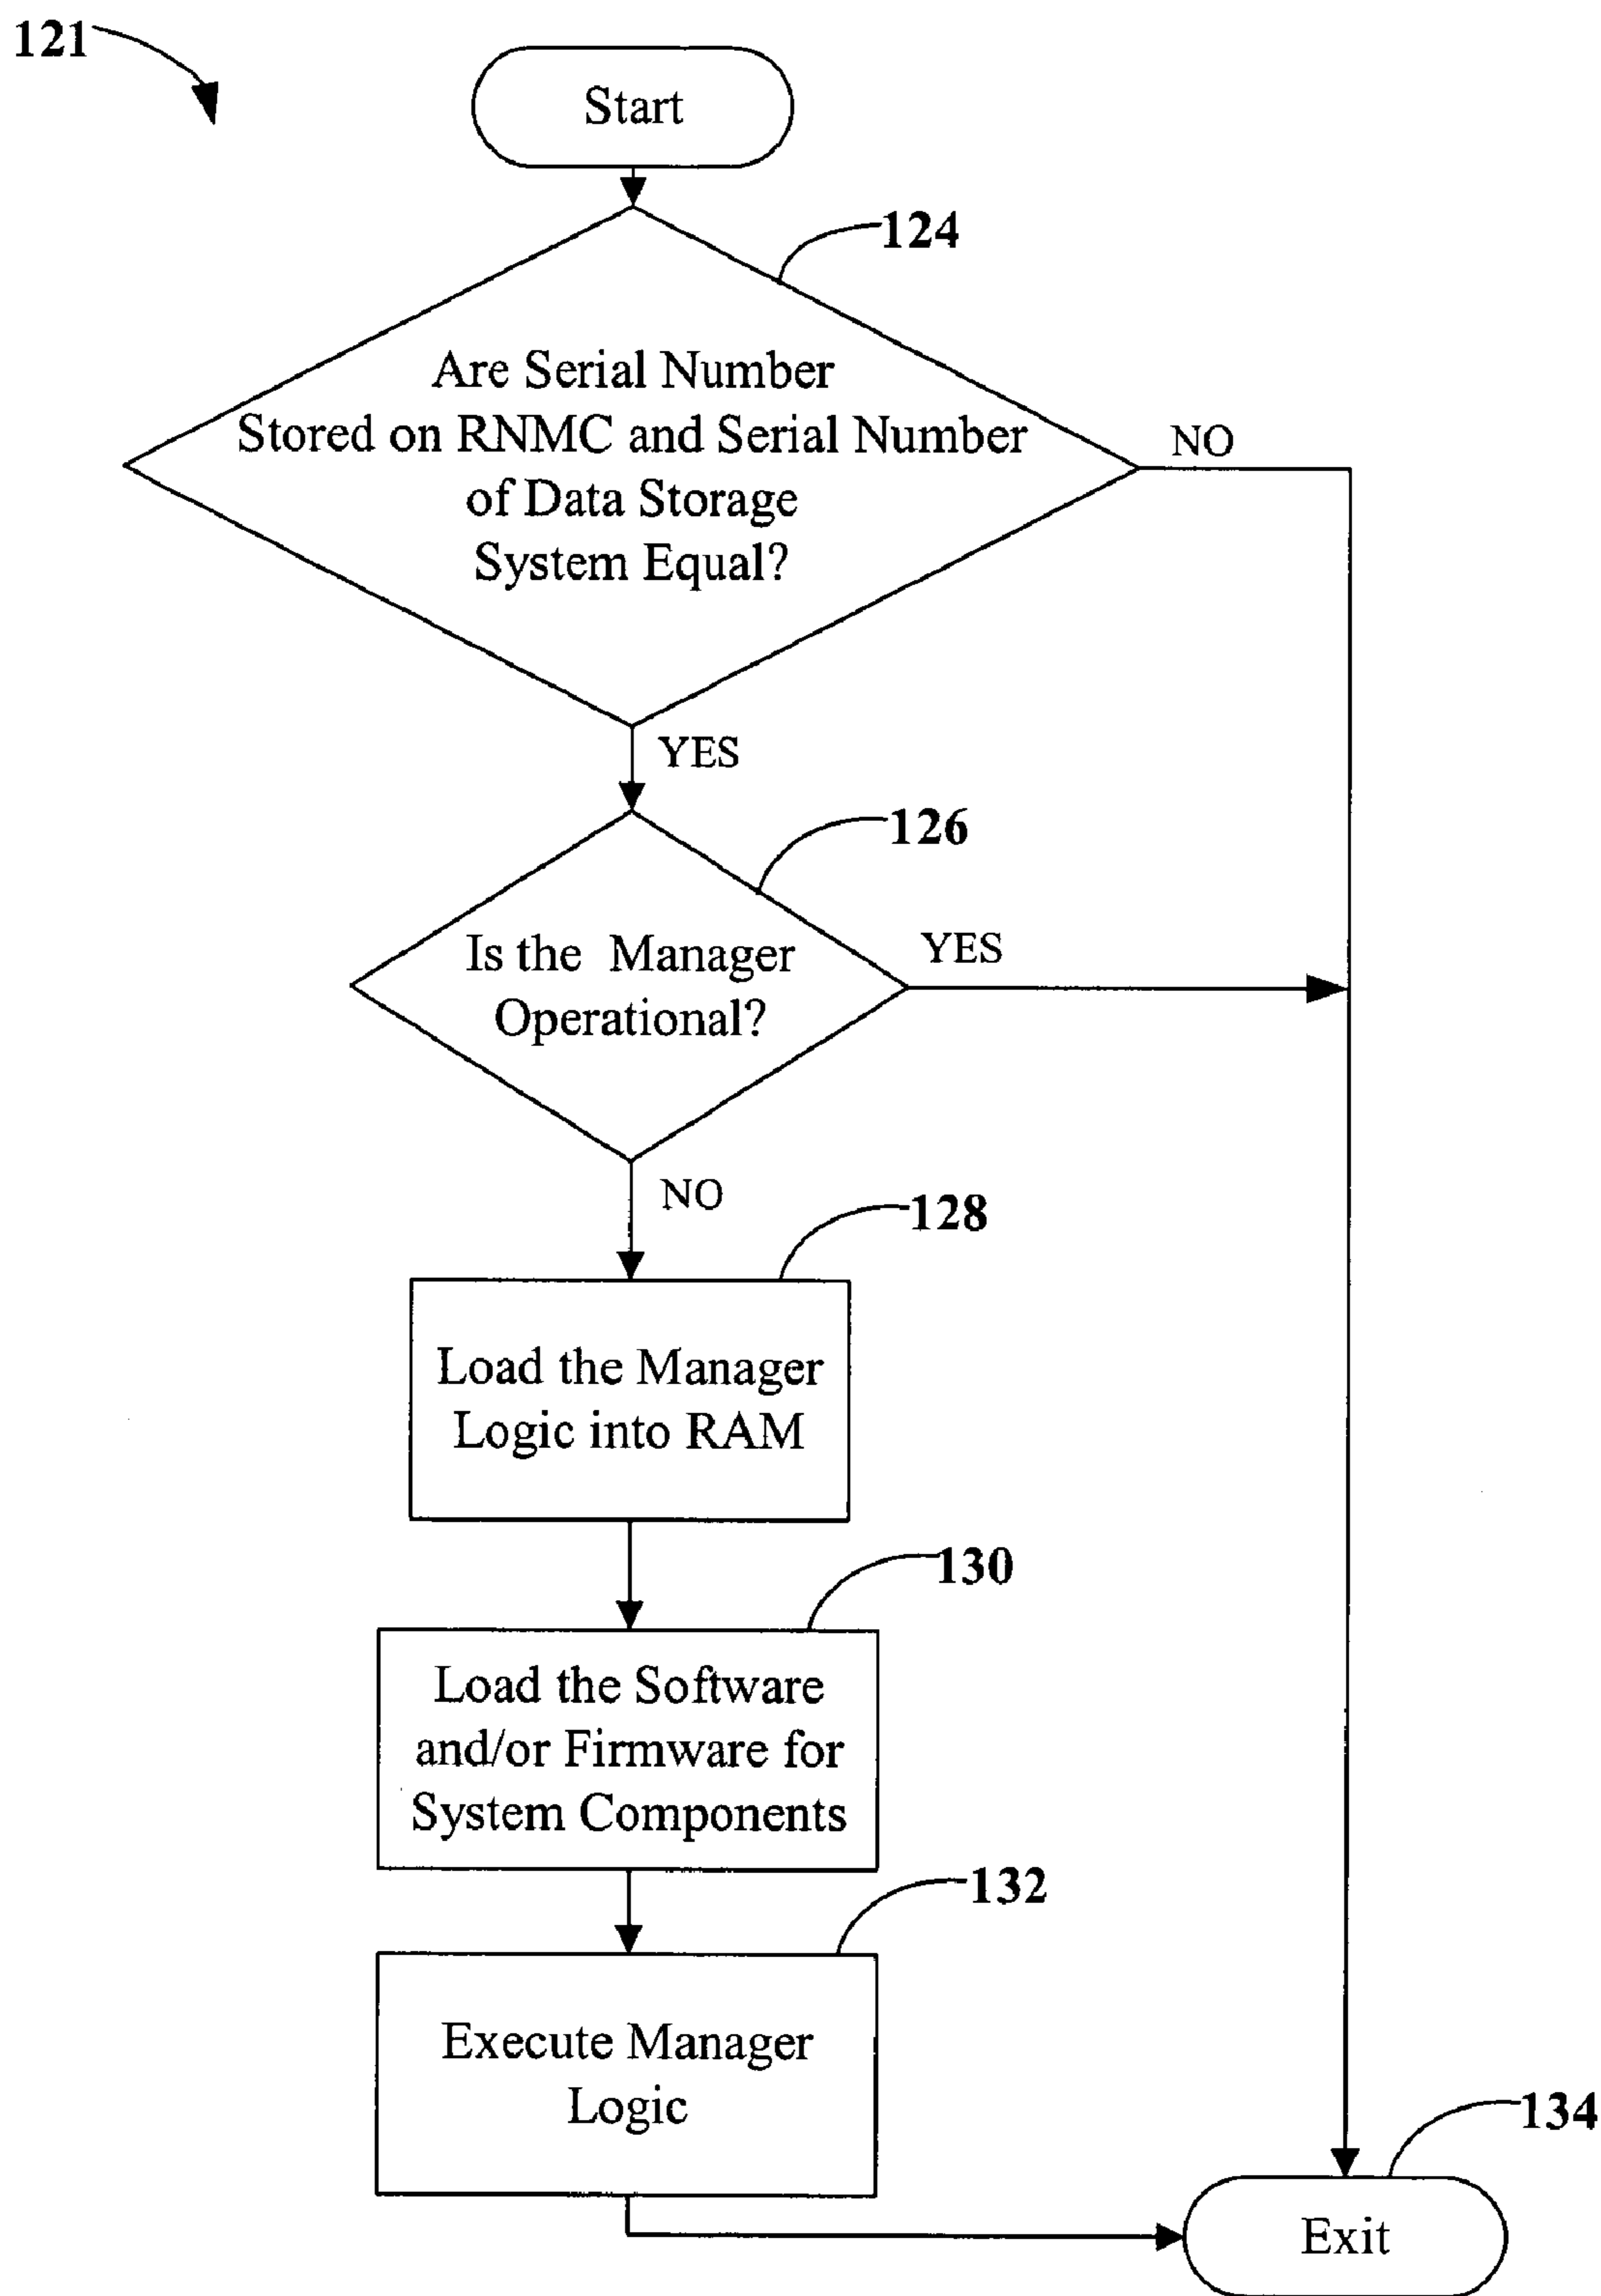 121
Start
124
Are Serial Number
Stored on RNMC and Serial Number
of Data Storage
System Equal?
NO
YES
126
Is the Manager
Operational?
YES
NO
128
Load the Manager
Logic into RAM
130
Load the Software
and/or Firmware for
System Components
132
Execute Manager
Logic
134
Exit